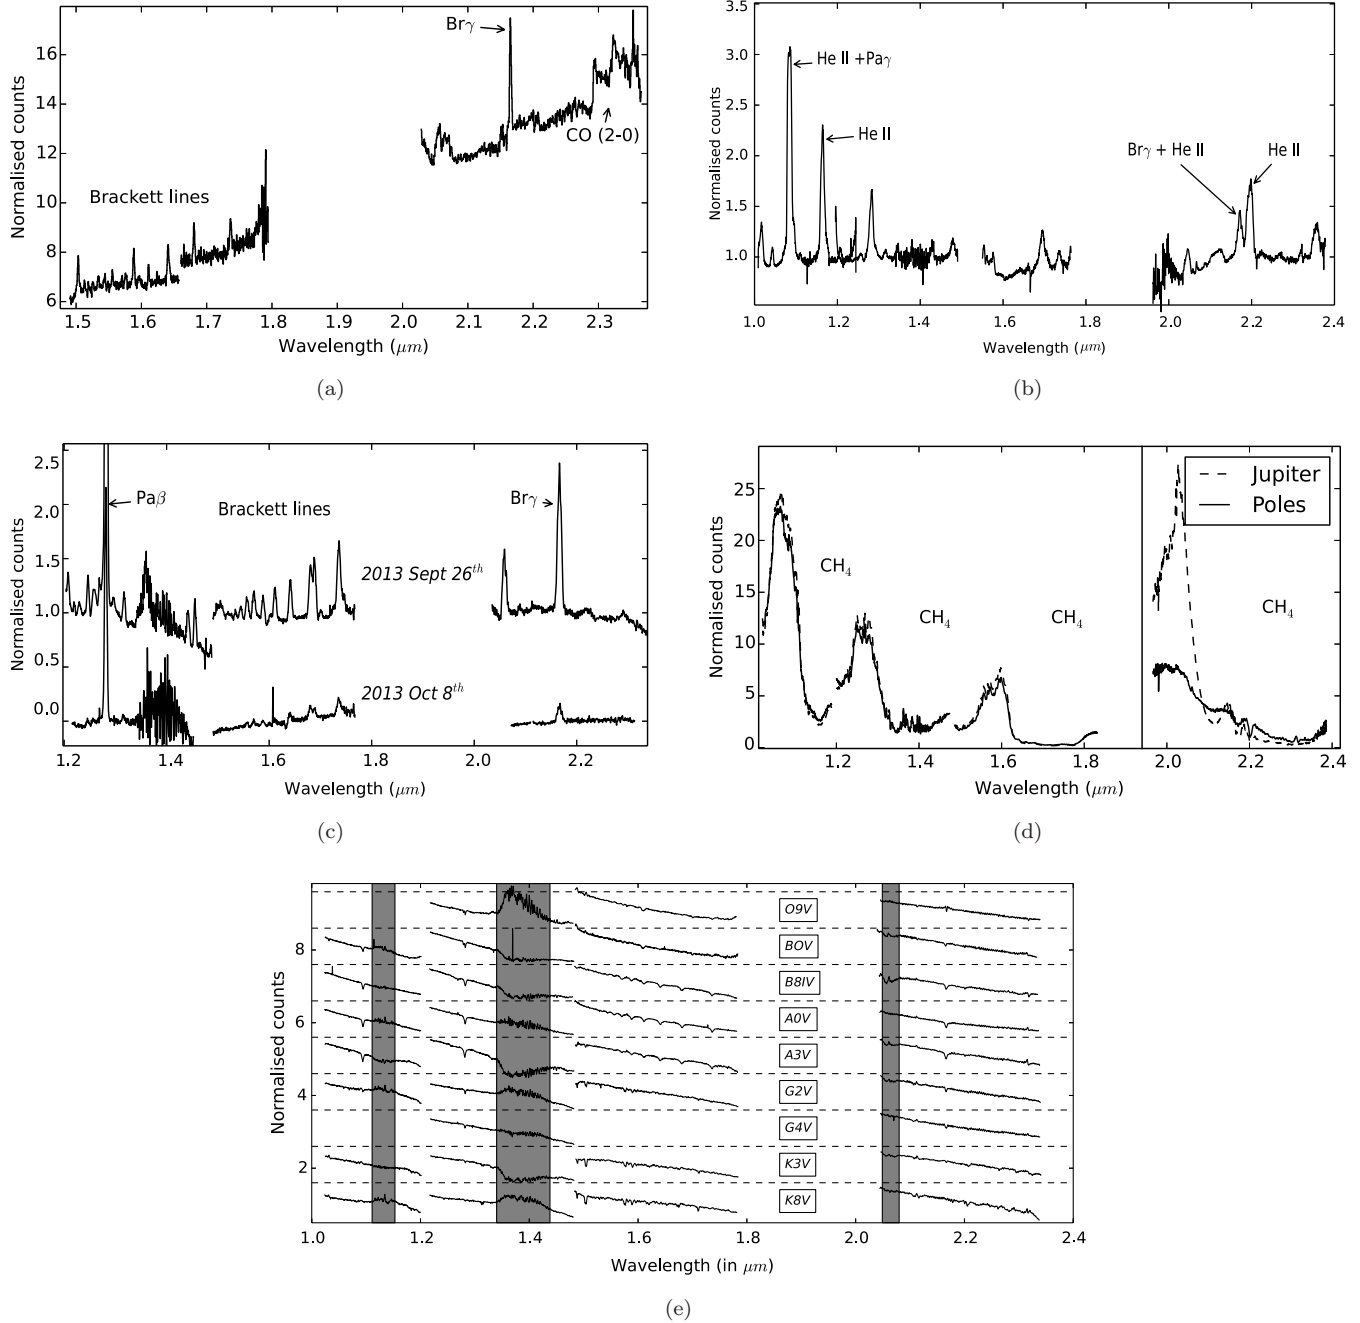 16
14
12
10
8
6
Normalised counts
Brγ
CO (2-0)
Brackett lines
1.5 1.6 1.7 1.8 1.9 2.0 2.1 2.2 2.3
Wavelength (μm)
(a)
3.5
3.0
2.5
2.0
1.5
1.0
0.5
Normalised counts
He II +Paγ
He II
Brγ + He II
He II
1.0 1.2 1.4 1.6 1.8 2.0 2.2 2.4
Wavelength (μm)
(b)
2.5
2.0
1.5
1.0
0.5
0.0
Normalised counts
Paβ
Brackett lines
Brγ
2013 Sept 26th
2013 Oct 8th
1.2 1.4 1.6 1.8 2.0 2.2
Wavelength (μm)
(c)
25
20
15
10
5
0
Normalised counts
Jupiter
Poles
CH4
CH4
CH4
CH4
1.2 1.4 1.6 1.8 2.0 2.2 2.4
Wavelength (μm)
(d)
8
6
4
2
Normalised counts
O9V
BOV
B8IV
A0V
A3V
G2V
G4V
K3V
K8V
1.0 1.2 1.4 1.6 1.8 2.0 2.2 2.4
Wavelength (in μm)
(e)